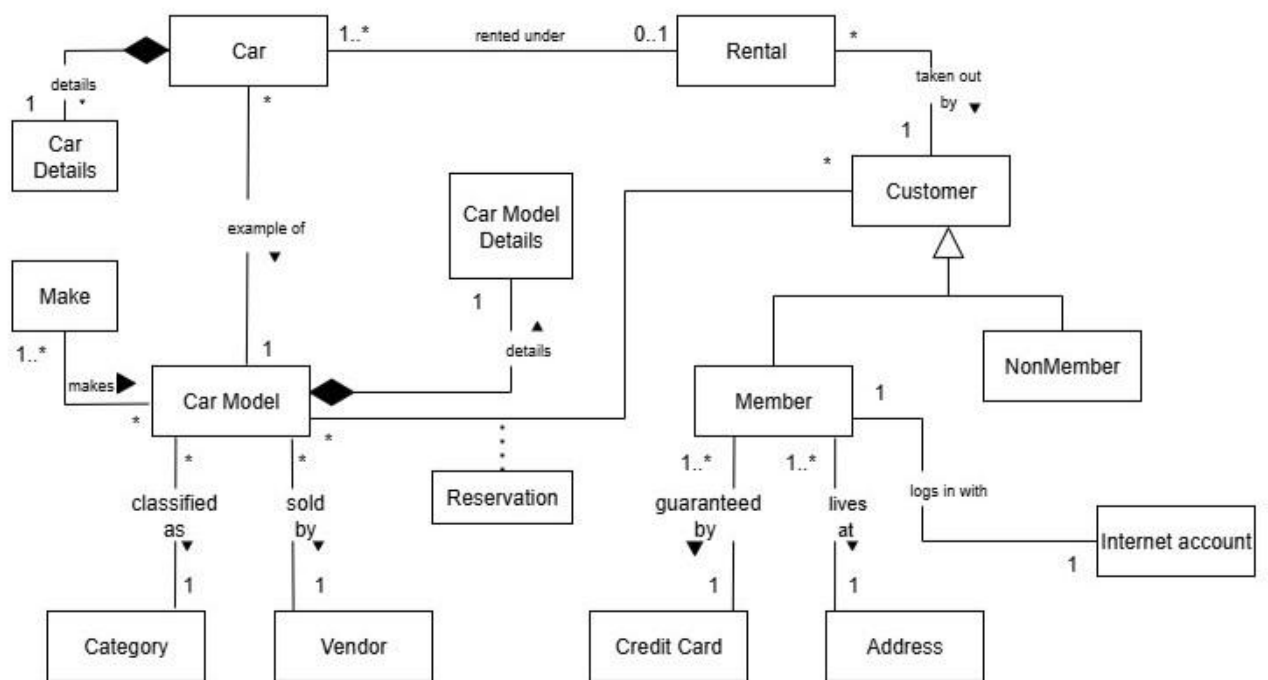 Car
1..*
rented under
0..1
Rental
*
details
taken out
by
1
Car
Details
*
1
*
Customer
Car Model
Details
example of
Make
1
1..*
1
details
NonMember
makes
Car Model
Member
1
*
*
*
*
1..*
1..*
Reservation
logs in with
classified
as
sold
by
guaranteed
by
lives
at
Internet account
1
1
1
1
1
Category
Vendor
Credit Card
Address